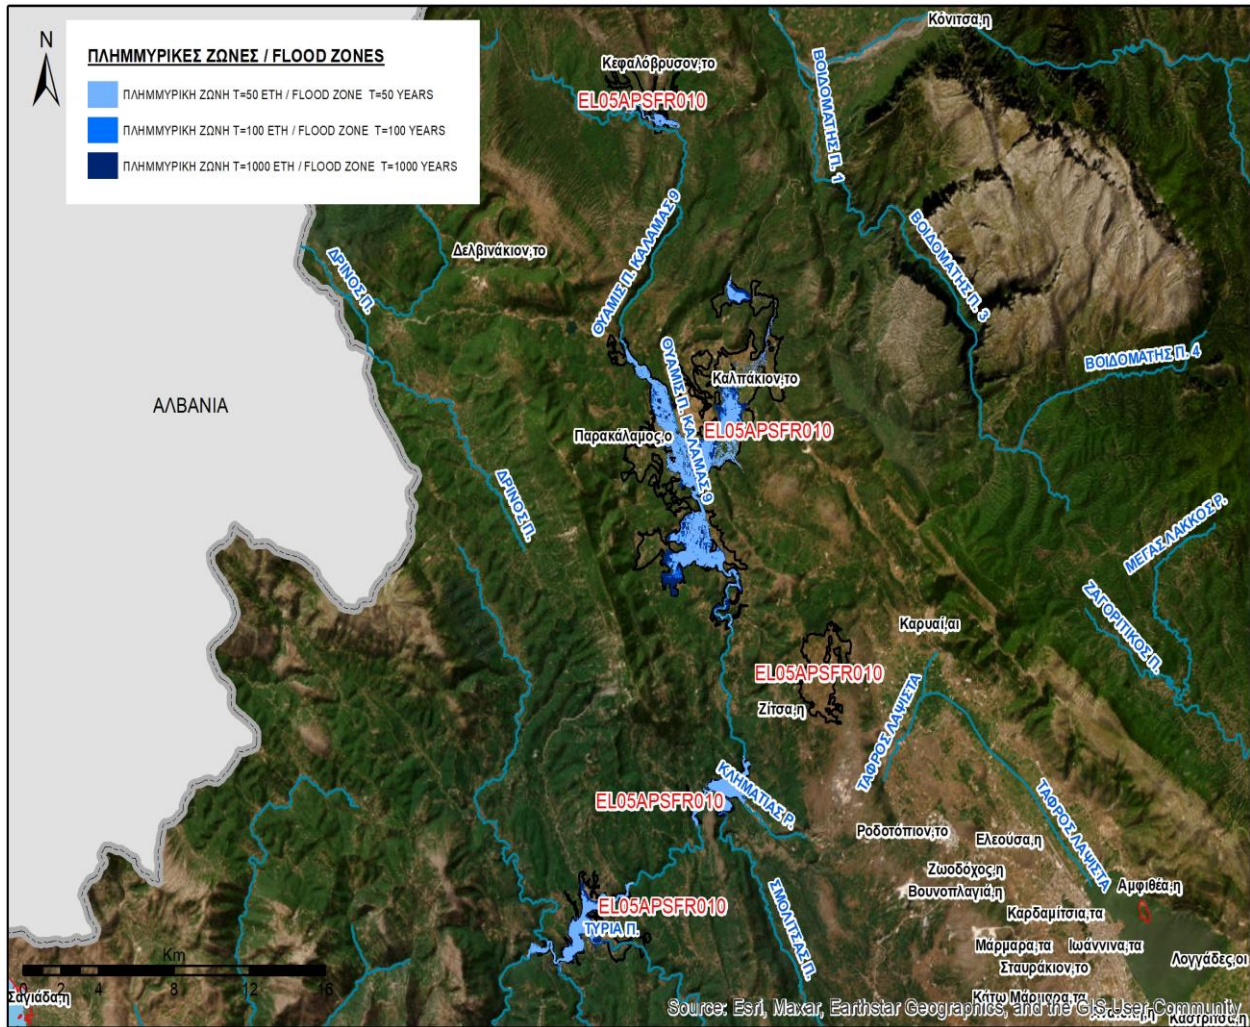 N
ΠΛΗΜΜΥΡΙΚΕΣ ΖΩΝΕΣ / FLOOD ZONES
ΠΛΗΜΜΥΡΙΚΗ ΖΩΝΗ T=50 ΕΤΗ / FLOOD ZONE T=50 YEARS
ΠΛΗΜΜΥΡΙΚΗ ΖΩΝΗ T=100 ΕΤΗ / FLOOD ZONE T=100 YEARS
ΠΛΗΜΜΥΡΙΚΗ ΖΩΝΗ T=1000 ΕΤΗ / FLOOD ZONE T=1000 YEARS
Κόνιτσα,η
Κεφαλόβρυσον,το
EL05APSFR010
ΒΟΙΔΟΜΑΤΗΣ Π. 1
ΘΥΑΜΙΣ Π. ΚΑΛΑΜΑΣ 9
Δελβινάκιον,το
ΔΡΙΝΟΣ Π.
ΒΟΙΔΟΜΑΤΗΣ Π. 3
ΒΟΙΔΟΜΑΤΗΣ Π. 4
ΘΥΑΜΙΣ Π. ΚΑΛΑΜΑΣ 9
Καλπάκιον,το
ΑΛΒΑΝΙΑ
Παρακάλαμος,ο
EL05APSFR010
ΔΡΙΝΟΣ Π.
ΜΕΓΑΣ ΛΑΚΚΟΣ Ρ.
ΖΑΓΟΡΙΤΙΚΟΣ Π.
Καρυαί,αι
EL05APSFR010
Ζίτσα,η
ΤΑΦΡΟΣ ΛΑΨΙΣΤΑ
ΤΑΦΡΟΣ ΛΑΨΙΣΤΑ
ΚΛΗΜΑΤΙΑΣ Ρ.
EL05APSFR010
Ροδοτόπιον,το
Ελεούσα,η
Ζωοδόχος,η
Αμφιθέα,η
Βουνοπλαγιά,η
EL05APSFR010
Καρδαμίτσια,τα
ΤΥΡΙΑ Π.
ΣΜΟΛΙΤΣΑΣ Π.
Μάρμαρα,τα
Ιωάννινα,τα
Λογγάδες,οι
Σταυράκιον,το
Km
0 2 4 8 12 16
Σαγιάδα,η
Κάτω Μάρμαρα,τα
Source: Esri, Maxar, Earthstar Geographics, and the GIS User Community
Καστρίτσα,η